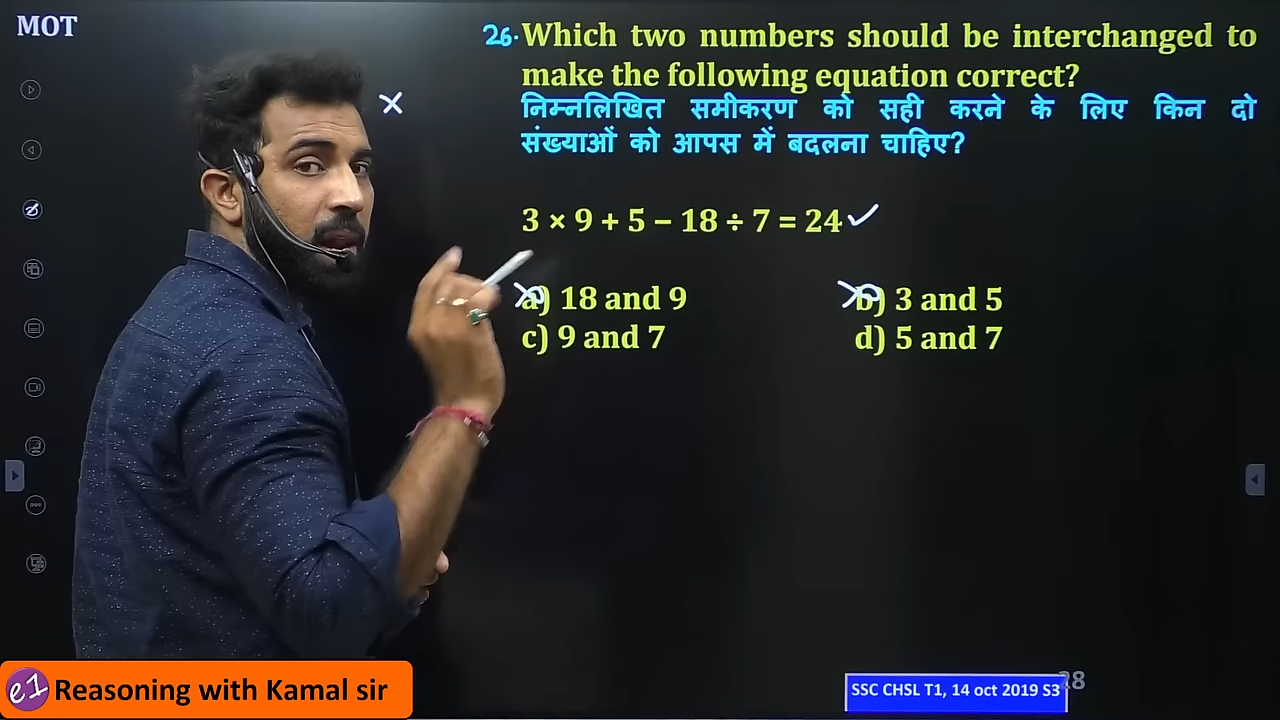 MOT
26. Which two numbers should be interchanged to
make the following equation correct?
निम्नलिखित समीकरण को सही करने के लिए किन दो
संख्याओं को आपस में बदलना चाहिए?
3 × 9 + 5 – 18 ÷ 7 = 24
a) 18 and 9
b) 3 and 5
c) 9 and 7
d) 5 and 7
e1 Reasoning with Kamal sir
SSC CHSL T1, 14 oct 2019 S3
28